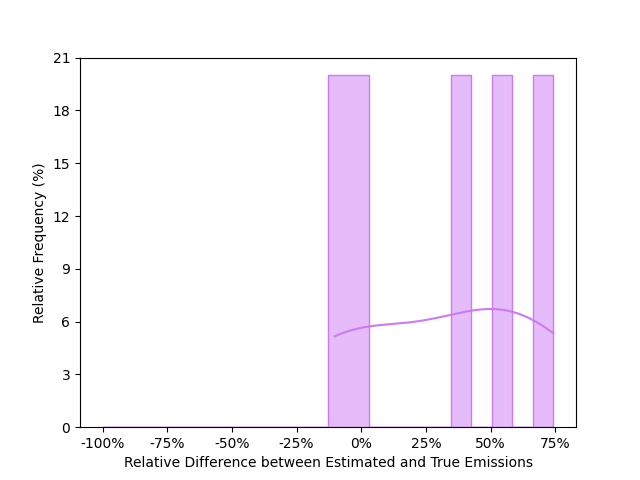 21
18
15
12
9
6
3
0
Relative Frequency (%)
-100% -75% -50% -25% 0% 25% 50% 75%
Relative Difference between Estimated and True Emissions